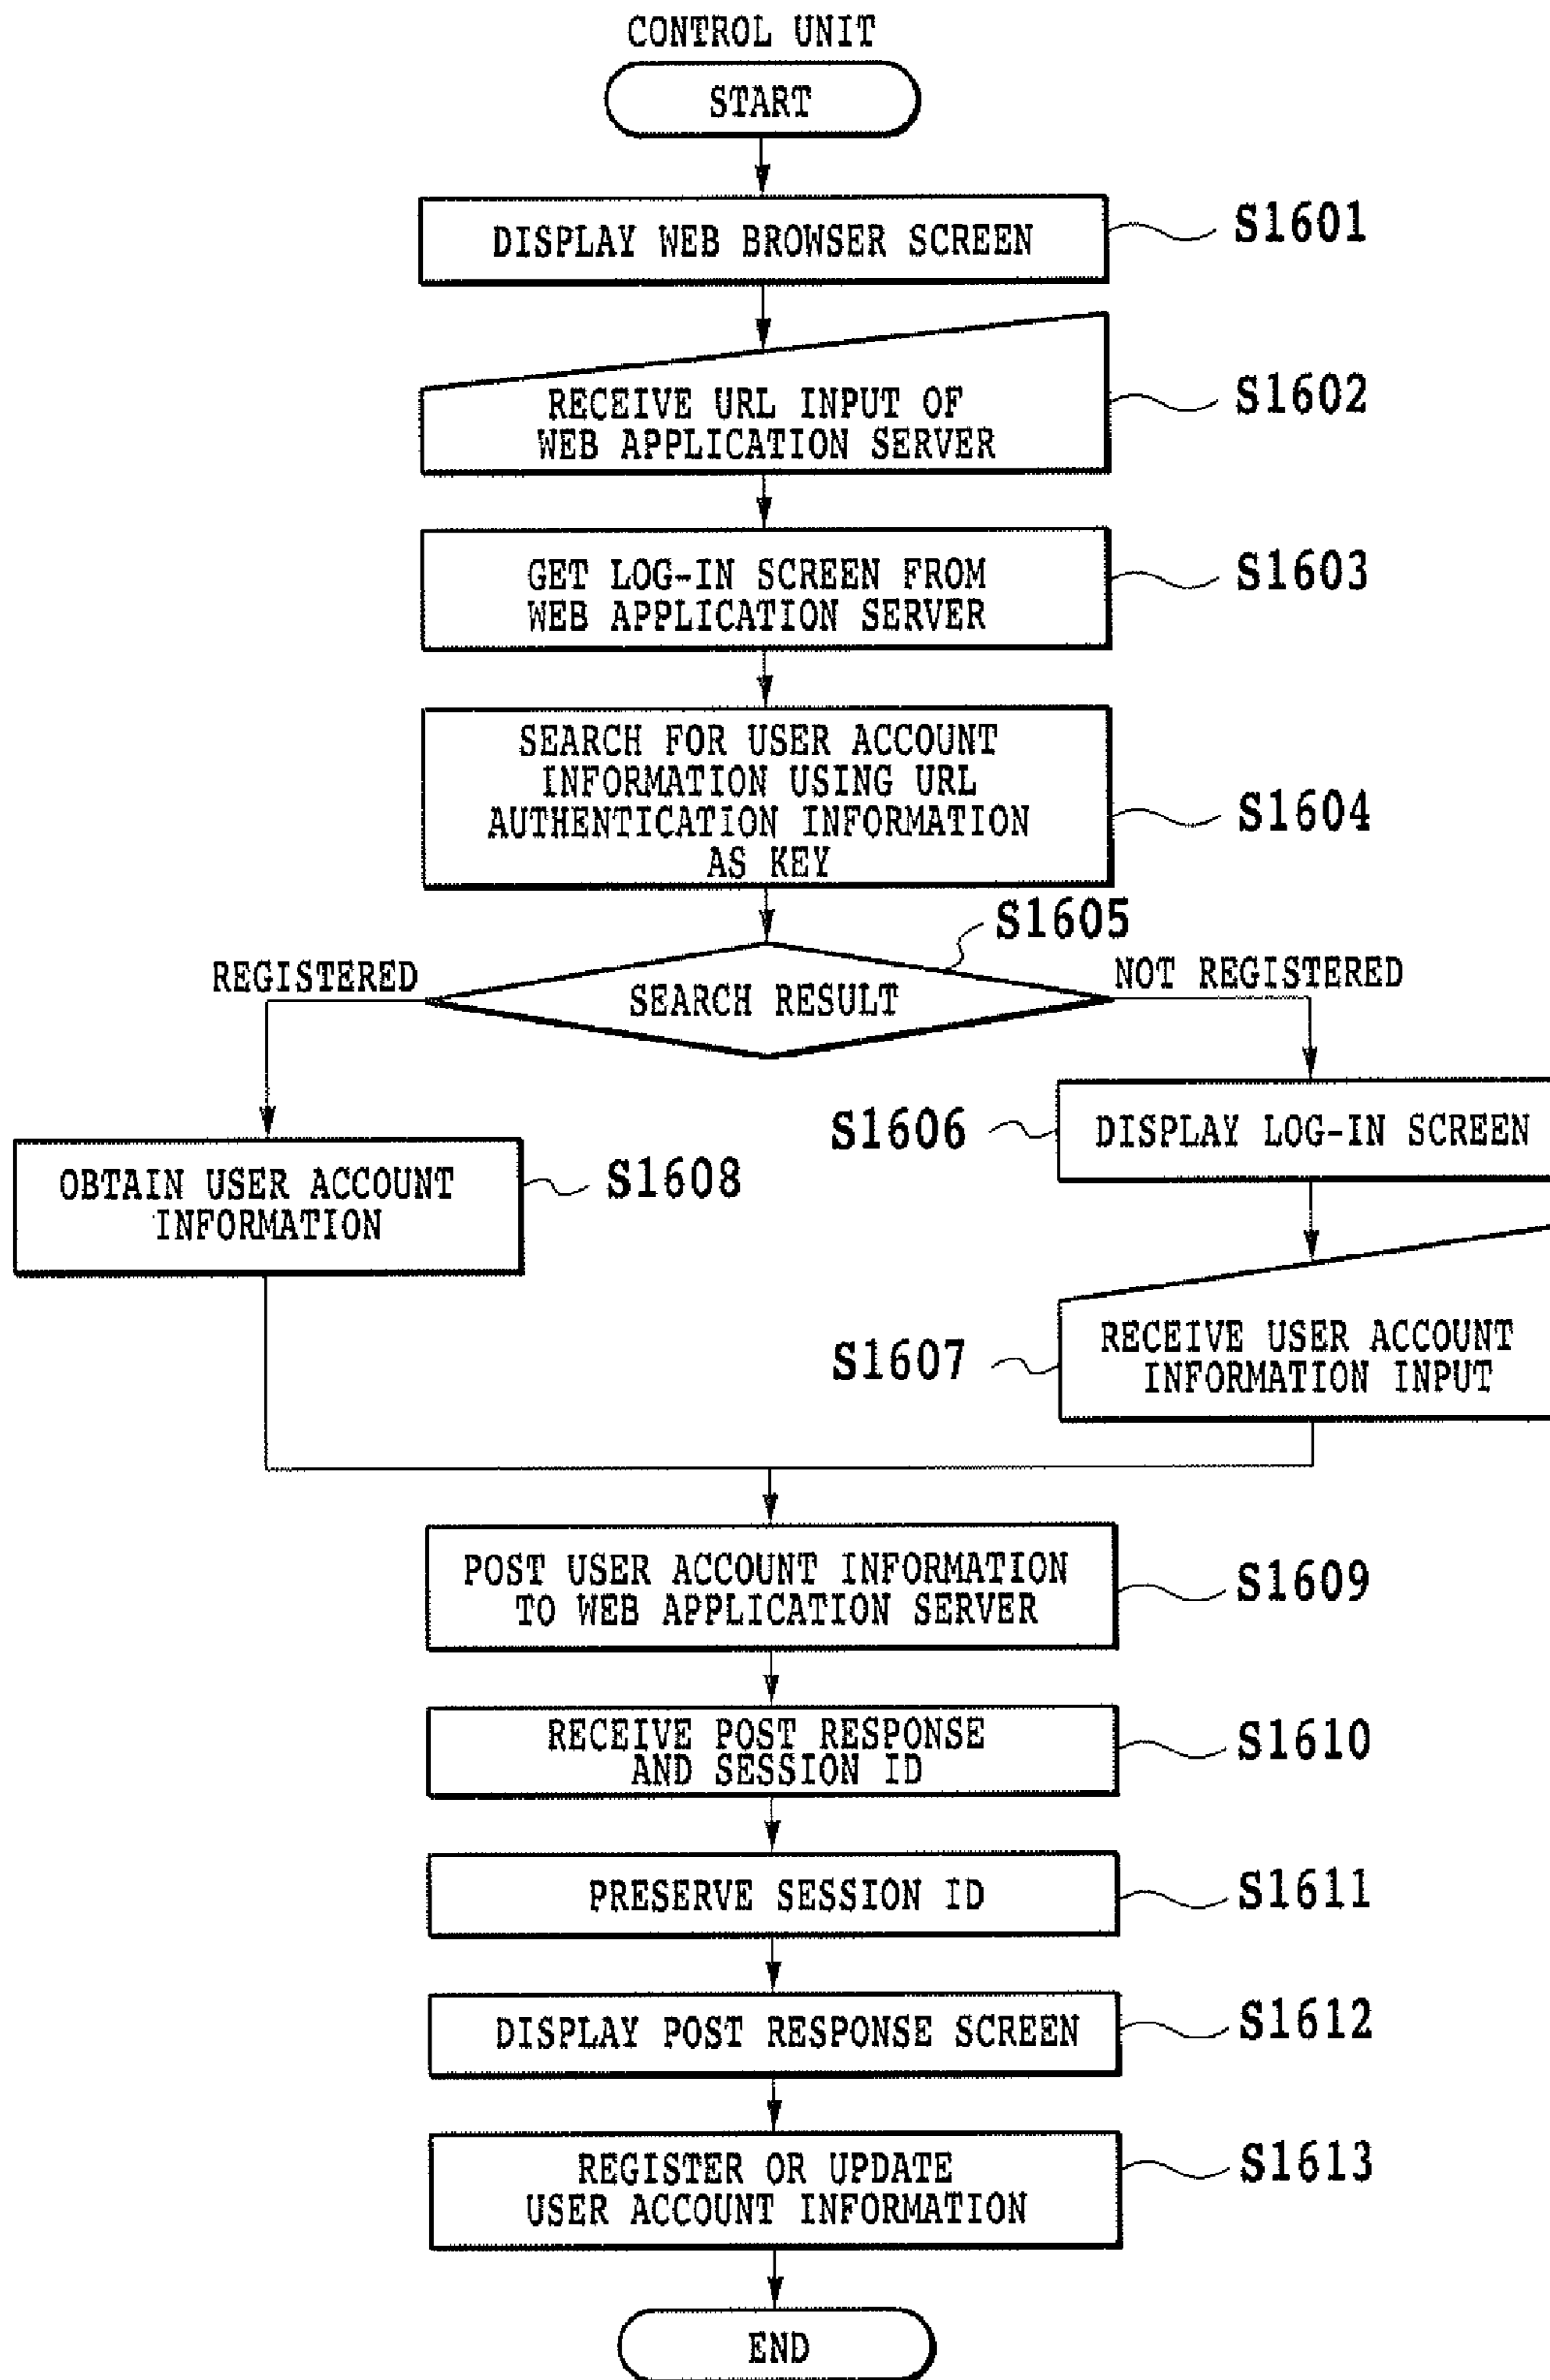 CONTROL UNIT
START
DISPLAY WEB BROWSER SCREEN
S1601
RECEIVE URL INPUT OF
WEB APPLICATION SERVER
S1602
GET LOG-IN SCREEN FROM
WEB APPLICATION SERVER
S1603
SEARCH FOR USER ACCOUNT
INFORMATION USING URL
AUTHENTICATION INFORMATION
AS KEY
S1604
S1605
REGISTERED
SEARCH RESULT
NOT REGISTERED
S1606
DISPLAY LOG-IN SCREEN
OBTAIN USER ACCOUNT
INFORMATION
S1608
S1607
RECEIVE USER ACCOUNT
INFORMATION INPUT
POST USER ACCOUNT INFORMATION
TO WEB APPLICATION SERVER
S1609
RECEIVE POST RESPONSE
AND SESSION ID
S1610
PRESERVE SESSION ID
S1611
DISPLAY POST RESPONSE SCREEN
S1612
REGISTER OR UPDATE
USER ACCOUNT INFORMATION
S1613
END